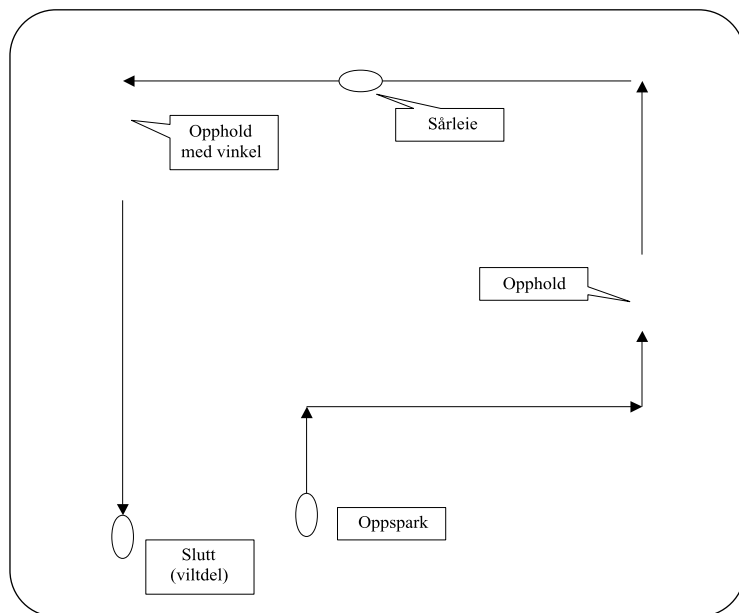 Sårleie
Opphold
med vinkel
Opphold
Oppspark
Slutt
(viltdel)